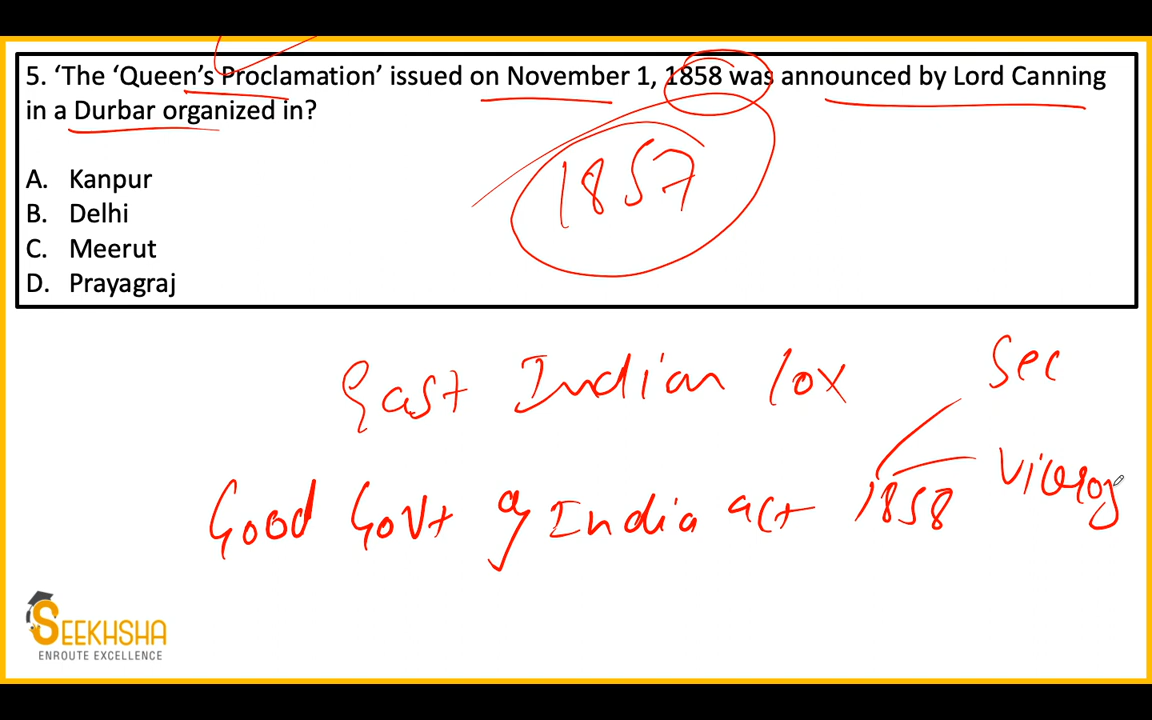 5. ‘The ‘Queen’s Proclamation’ issued on November 1, 1858 was announced by Lord Canning
in a Durbar organized in?
1857
A. Kanpur
B. Delhi
C. Meerut
D. Prayagraj
East Indian
Sec
Good Govt of India act 1858
Viceroy
SEEKHSHA
ENROUTE EXCELLENCE